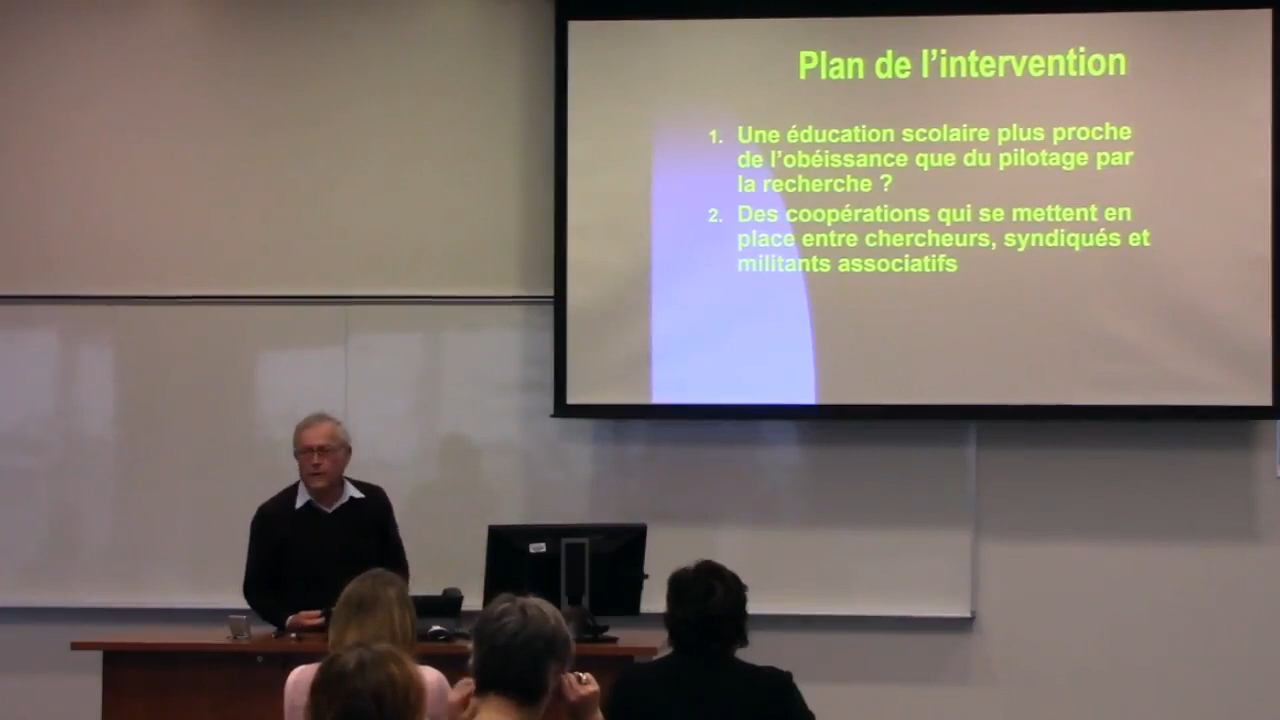 Plan de l'intervention
1. Une éducation scolaire plus proche
de l'obéissance que du pilotage par
la recherche ?
2. Des coopérations qui se mettent en
place entre chercheurs, syndiqués et
militants associatifs